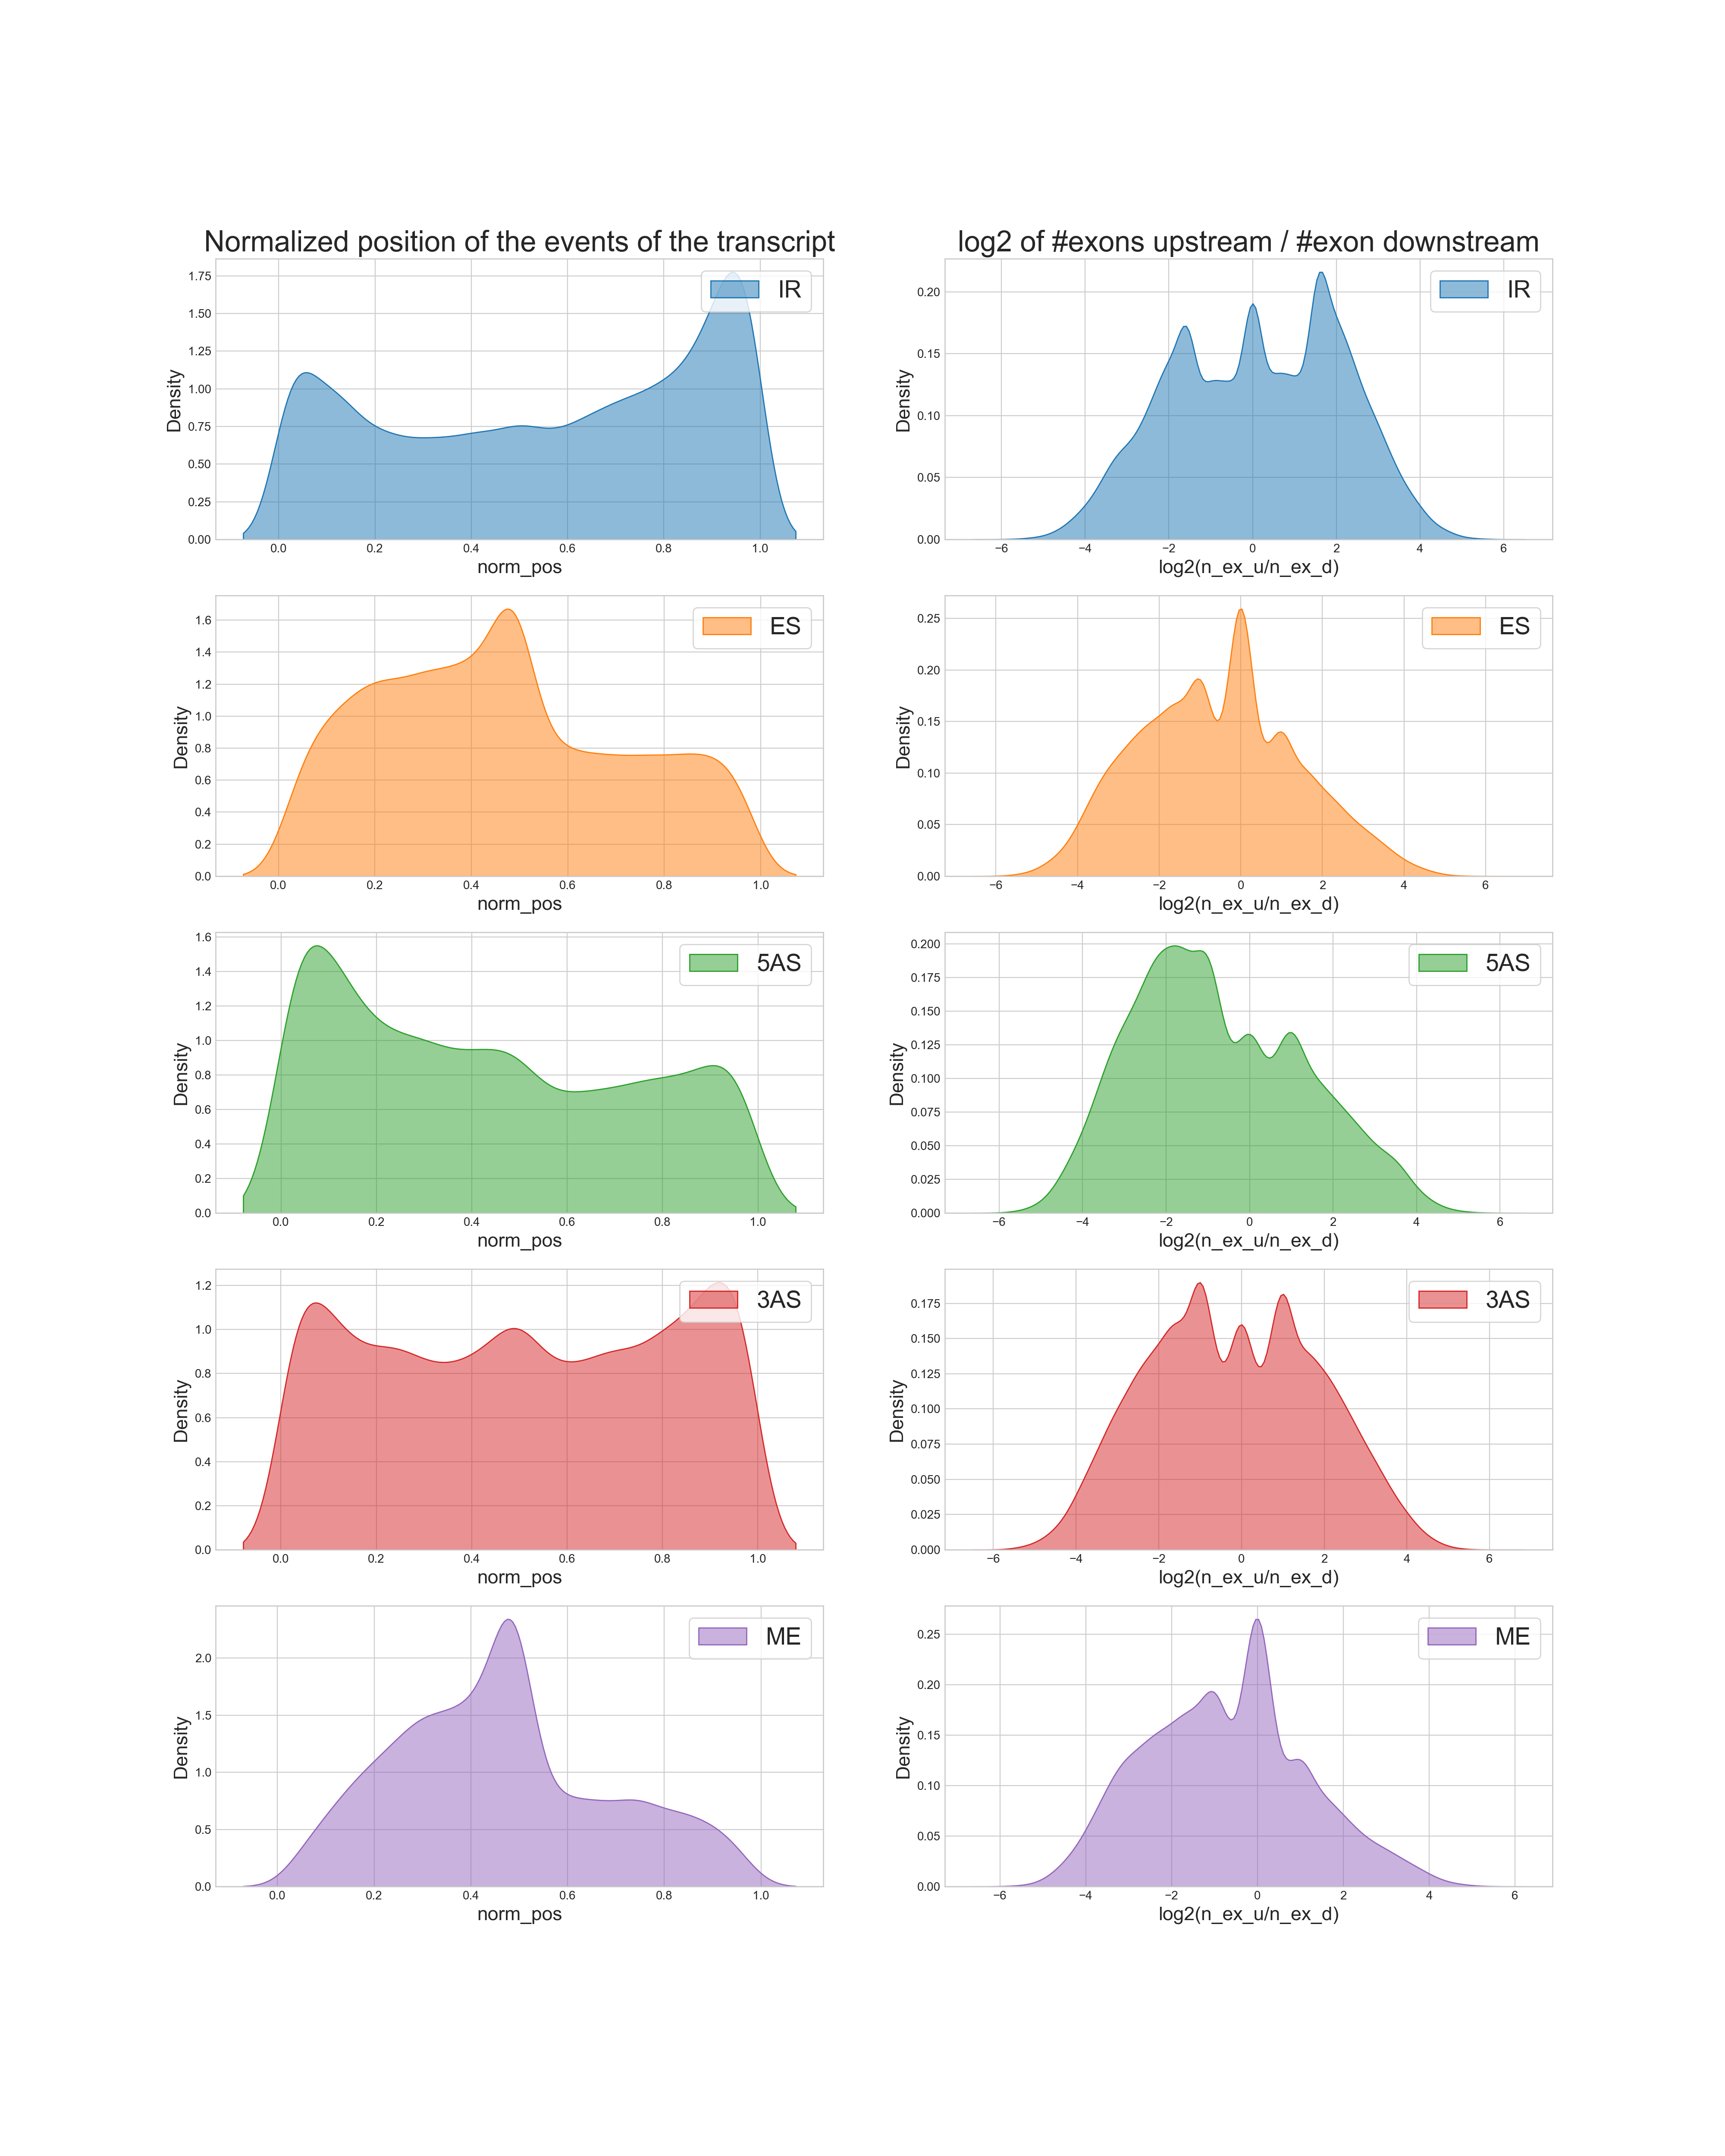 Normalized position of the events of the transcript
log2 of #exons upstream / #exon downstream
IR
Density
1.75
1.50
1.25
1.00
0.75
0.50
0.25
0.00
0.0 0.2 0.4 0.6 0.8 1.0
norm_pos
IR
Density
0.20
0.15
0.10
0.05
0.00
−6 −4 −2 0 2 4 6
log2(n_ex_u/n_ex_d)
ES
Density
1.6
1.4
1.2
1.0
0.8
0.6
0.4
0.2
0.0
0.0 0.2 0.4 0.6 0.8 1.0
norm_pos
ES
Density
0.25
0.20
0.15
0.10
0.05
0.00
−6 −4 −2 0 2 4 6
log2(n_ex_u/n_ex_d)
5AS
Density
1.6
1.4
1.2
1.0
0.8
0.6
0.4
0.2
0.0
0.0 0.2 0.4 0.6 0.8 1.0
norm_pos
5AS
Density
0.200
0.175
0.150
0.125
0.100
0.075
0.050
0.025
0.000
−6 −4 −2 0 2 4 6
log2(n_ex_u/n_ex_d)
3AS
Density
1.2
1.0
0.8
0.6
0.4
0.2
0.0
0.0 0.2 0.4 0.6 0.8 1.0
norm_pos
3AS
Density
0.175
0.150
0.125
0.100
0.075
0.050
0.025
0.000
−6 −4 −2 0 2 4 6
log2(n_ex_u/n_ex_d)
ME
Density
2.0
1.5
1.0
0.5
0.0
0.0 0.2 0.4 0.6 0.8 1.0
norm_pos
ME
Density
0.25
0.20
0.15
0.10
0.05
0.00
−6 −4 −2 0 2 4 6
log2(n_ex_u/n_ex_d)